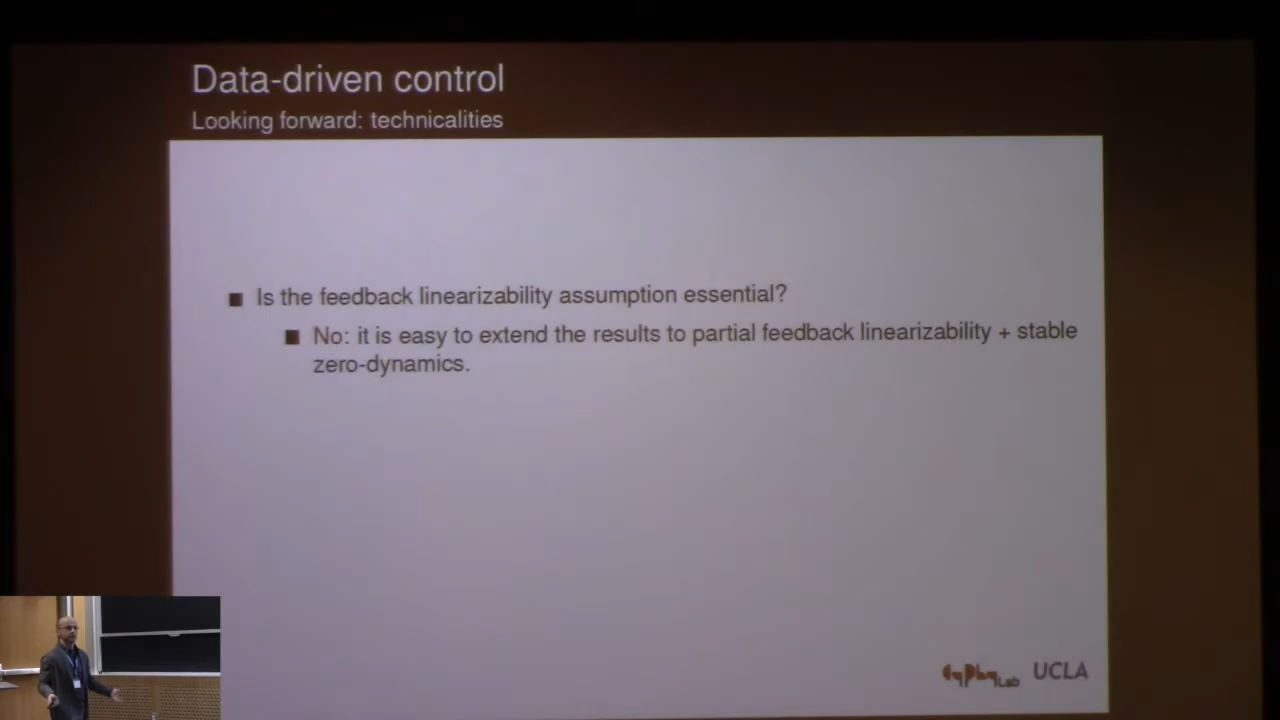 Data-driven control
Looking forward: technicalities
Is the feedback linearizability assumption essential?
No: it is easy to extend the results to partial feedback linearizability + stable
zero-dynamics.
CyPhyLab UCLA